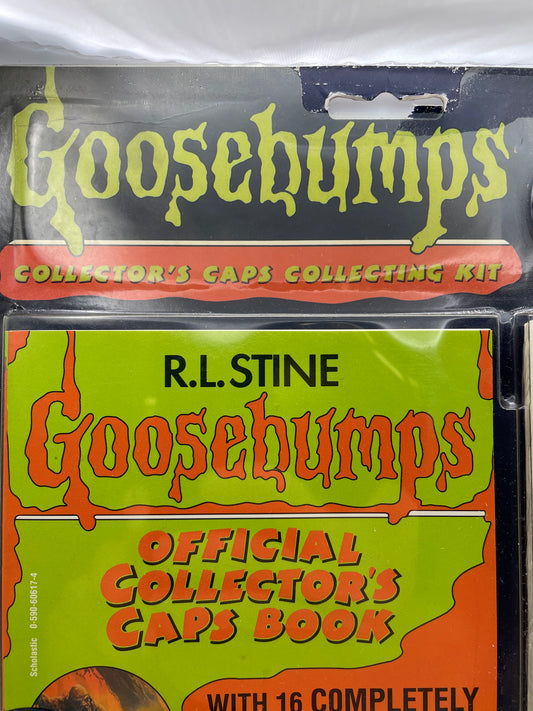 Goosebumps
COLLECTOR'S CAPS COLLECTING KIT
R.L. STINE
Goosebumps
OFFICIAL
COLLECTOR'S
CAPS BOOK
Scholastic 0-590-60617-4
WITH 16 COMPLETELY